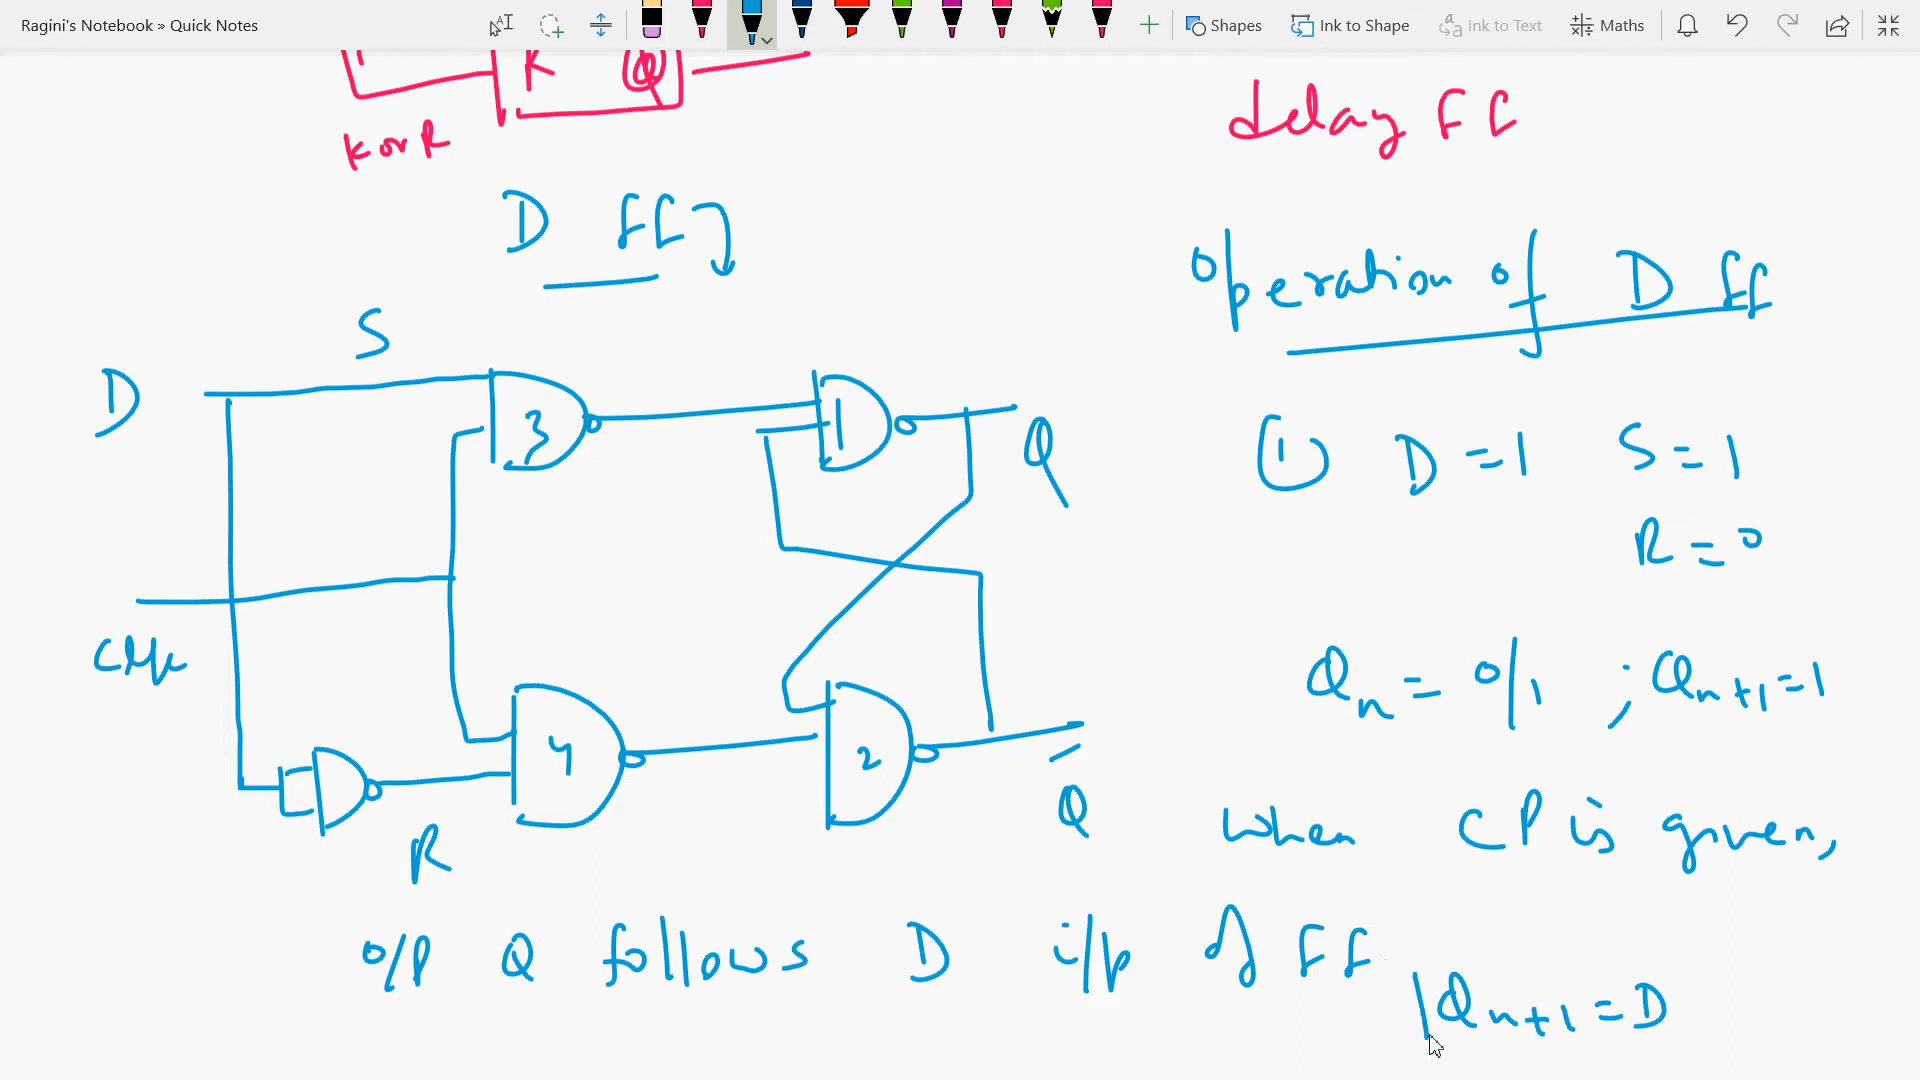 Ragini's Notebook » Quick Notes
Shapes
Ink to Shape
Ink to Text
Maths
R Q
K or R
delay FF
D FF
Operation of D FF
S
D
3
1
Q
① D = 1 S = 1
R = 0
Clk
Qn = 0/1 ; Qn+1 = 1
4
2
Q̅
R
When CP is given,
O/P Q follows D i/p of FF
Qn+1 = D